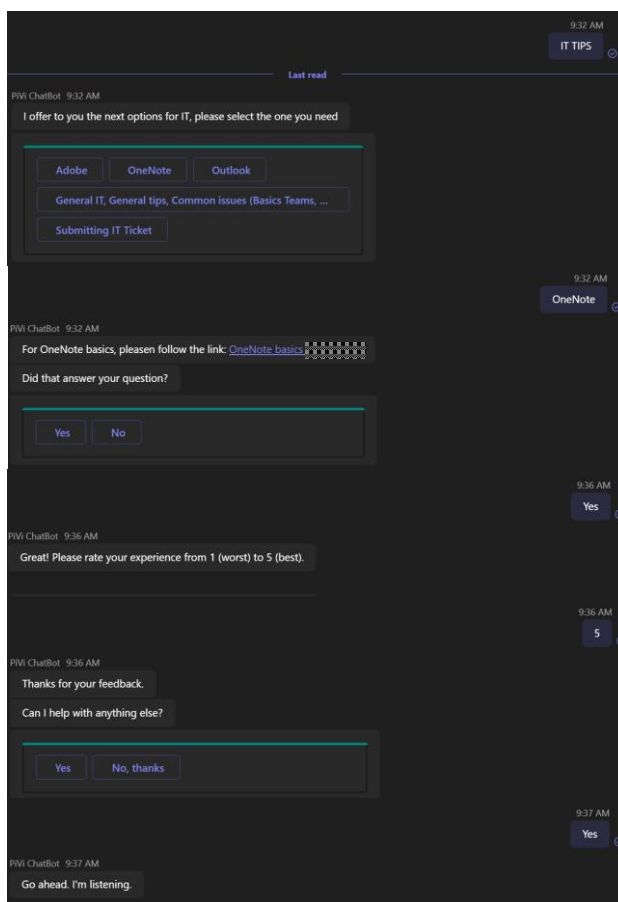 9:32 AM
IT TIPS
Last read
PiVi ChatBot 9:32 AM
I offer to you the next options for IT, please select the one you need
Adobe OneNote Outlook
General IT, General tips, Common issues (Basics Teams, ...
Submitting IT Ticket
9:32 AM
OneNote
PiVi ChatBot 9:32 AM
For OneNote basics, pleasen follow the link: OneNote basics
Did that answer your question?
Yes No
9:36 AM
Yes
PiVi ChatBot 9:36 AM
Great! Please rate your experience from 1 (worst) to 5 (best).
9:36 AM
5
PiVi ChatBot 9:36 AM
Thanks for your feedback.
Can I help with anything else?
Yes No, thanks
9:37 AM
Yes
PiVi ChatBot 9:37 AM
Go ahead. I'm listening.